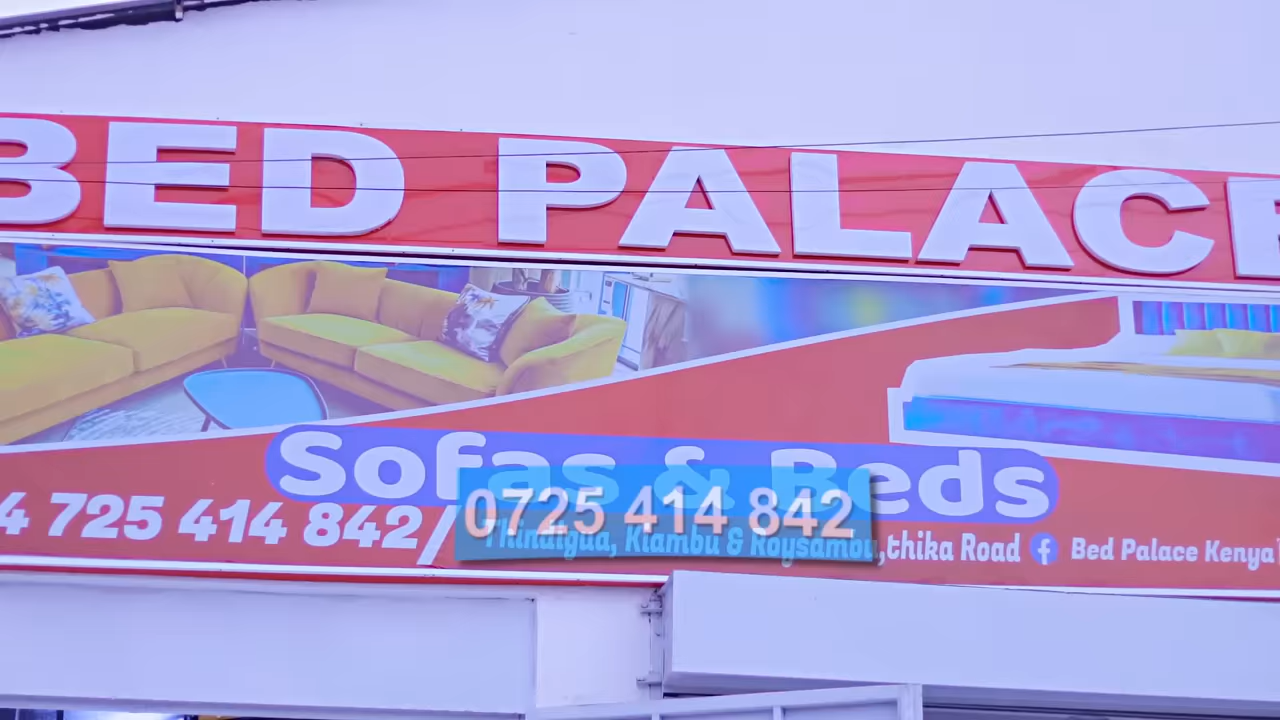 BED PALACE
Sofas & Beds
4 725 414 842/
0725 414 842
Thindigua, Kiambu & Roysambu,thika Road
Bed Palace Kenya